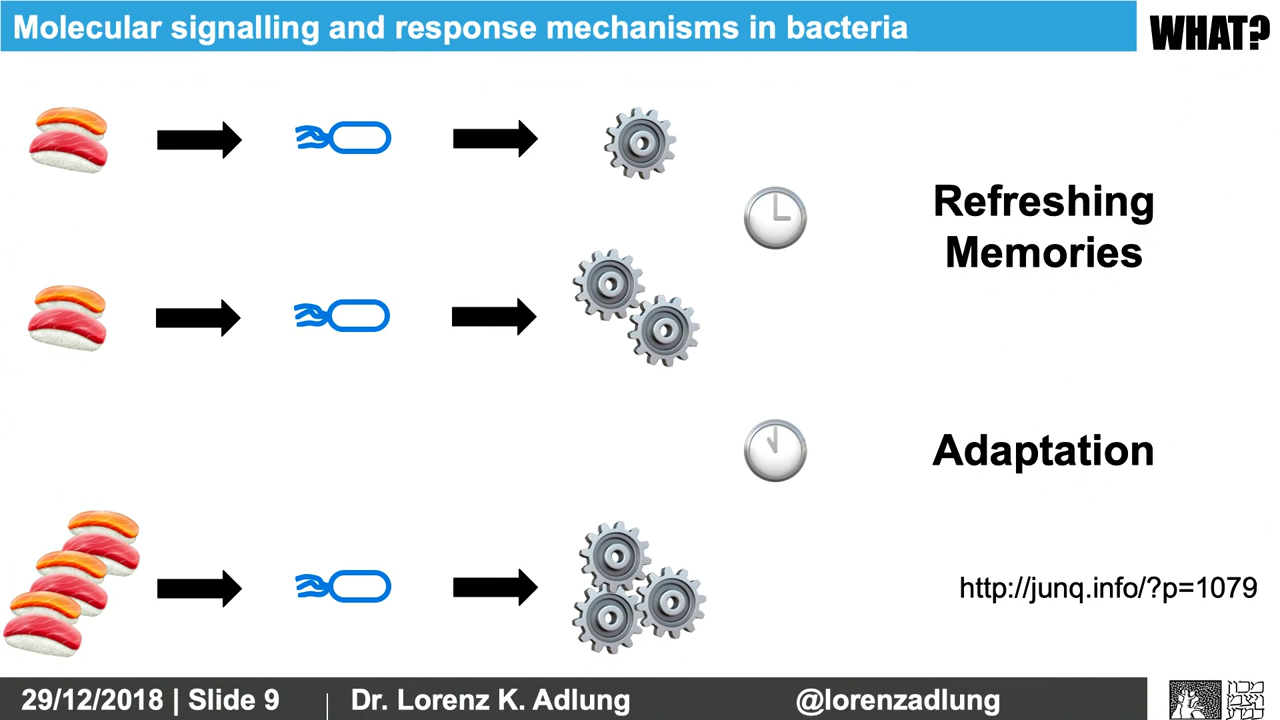 Molecular signalling and response mechanisms in bacteria
WHAT?
Refreshing
Memories
Adaptation
http://junq.info/?p=1079
29/12/2018 | Slide 9
Dr. Lorenz K. Adlung
@lorenzadlung